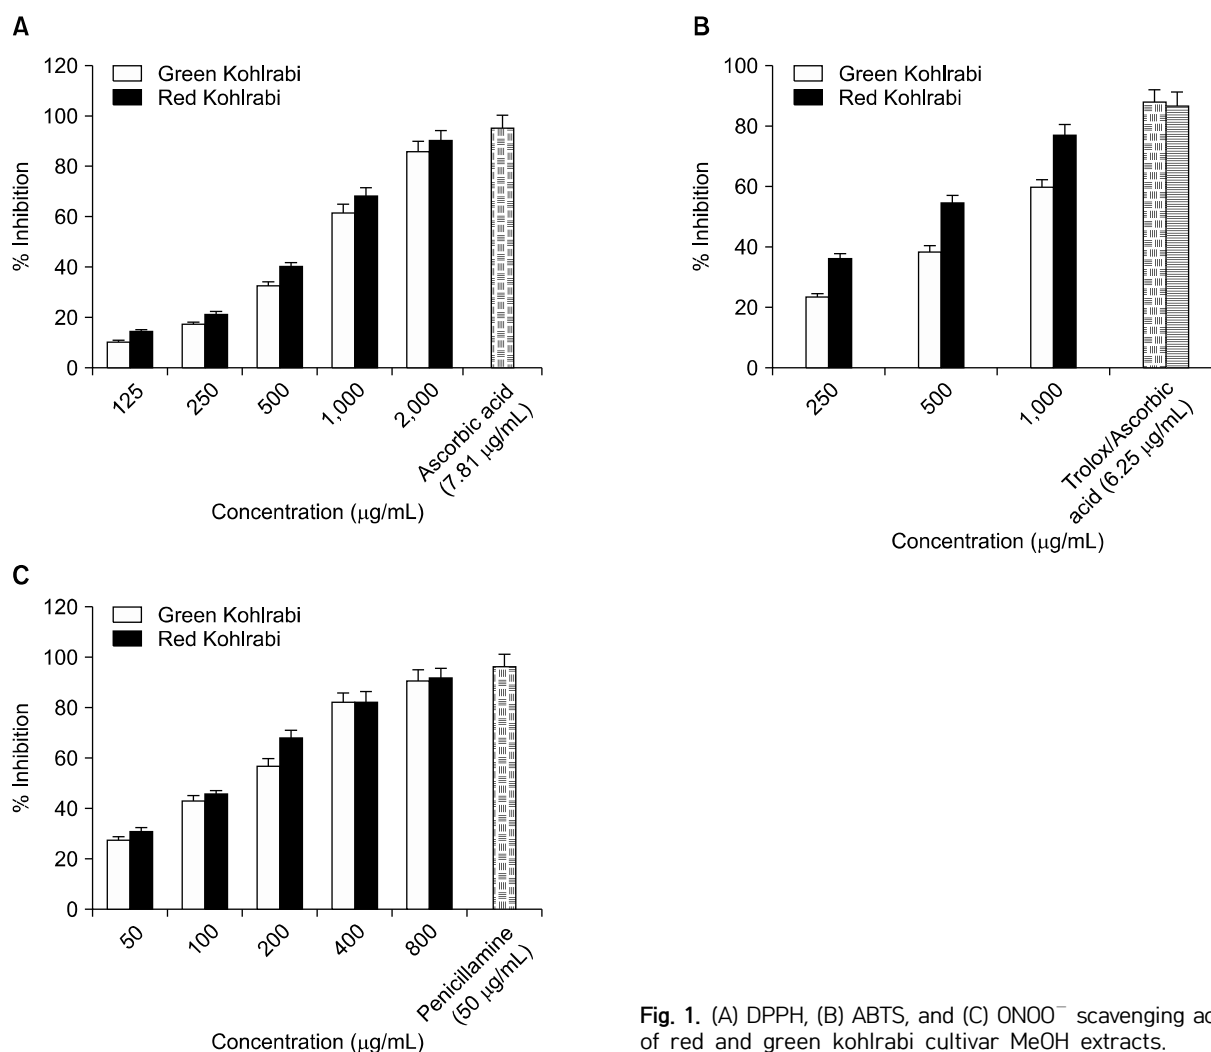 A
120
100
80
60
40
20
0
% Inhibition
Green Kohlrabi
Red Kohlrabi
125
250
500
1,000
2,000
Ascorbic acid
(7.81 μg/mL)
Concentration (μg/mL)
B
100
80
60
40
20
0
% Inhibition
Green Kohlrabi
Red Kohlrabi
250
500
1,000
Trolox/Ascorbic
acid (6.25 μg/mL)
Concentration (μg/mL)
C
120
100
80
60
40
20
0
% Inhibition
Green Kohlrabi
Red Kohlrabi
50
100
200
400
800
Penicillamine
(50 μg/mL)
Concentration (μg/mL)
Fig. 1. (A) DPPH, (B) ABTS, and (C) ONOO⁻ scavenging
of red and green kohlrabi cultivar MeOH extracts.